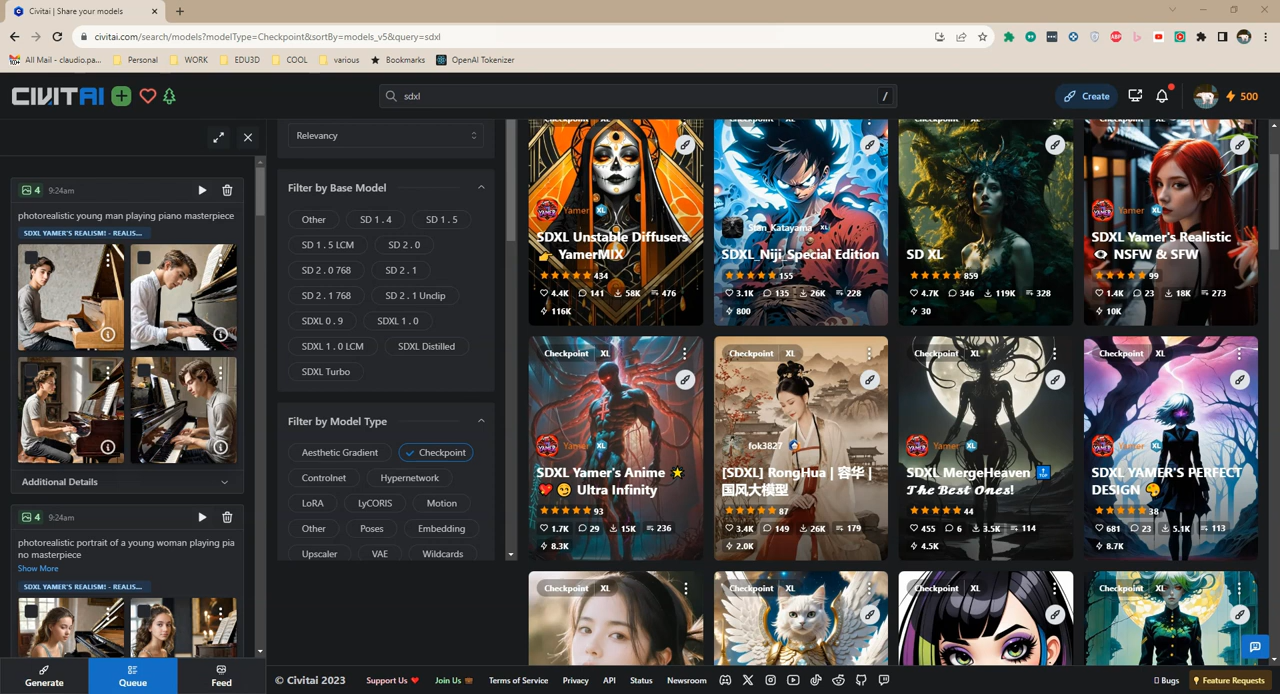 Civitai | Share your models
civitai.com/search/models?modelType=Checkpoint&sortBy=models_v5&query=sdxl
All Mail - claudio.pa...
Personal
WORK
EDU3D
COOL
various
Bookmarks
OpenAI Tokenizer
CIVITAI
sdxl
/
Create
500
4
9:24am
photorealistic young man playing piano masterpiece
SDXL YAMER'S REALISM! - REALIS...
Additional Details
4
9:24am
photorealistic portrait of a young woman playing pia
no masterpiece
Show More
SDXL YAMER'S REALISM! - REALIS...
Generate
Queue
Feed
Relevancy
Filter by Base Model
Other
SD 1.4
SD 1.5
SD 1.5 LCM
SD 2.0
SD 2.0 768
SD 2.1
SD 2.1 768
SD 2.1 Unclip
SDXL 0.9
SDXL 1.0
SDXL 1.0 LCM
SDXL Distilled
SDXL Turbo
Filter by Model Type
Aesthetic Gradient
Checkpoint
Controlnet
Hypernetwork
LoRA
LyCORIS
Motion
Other
Poses
Embedding
Upscaler
VAE
Wildcards
Yamer XL
SDXL Unstable Diffusers
👉 YamerMIX
434
4.4K 141 58K 476
116K
Stan_Katayama XL
SDXL_Niji_Special Edition
155
3.1K 135 26K 228
800
SD XL
859
4.7K 346 119K 328
30
Yamer XL
SDXL Yamer's Realistic
👁 NSFW & SFW
99
1.4K 23 18K 273
10K
Checkpoint XL
Yamer XL
SDXL Yamer's Anime 🌟
💖 😏 Ultra Infinity
93
1.7K 29 15K 236
8.3K
Checkpoint XL
fok3827
[SDXL] RongHua | 容华 |
国风大模型
87
3.4K 149 26K 179
2.0K
Checkpoint XL
Yamer XL
SDXL MergeHeaven 🔝
𝓣𝓱𝓮 𝓑𝓮𝓼𝓽 𝓞𝓷𝓮𝓼!
44
455 6 3.5K 114
4.5K
Checkpoint XL
Yamer XL
SDXL YAMER'S PERFECT
DESIGN 🎨
38
681 23 5.1K 113
8.7K
Checkpoint XL
Checkpoint XL
Checkpoint XL
Checkpoint XL
© Civitai 2023
Support Us
Join Us
Terms of Service
Privacy
API
Status
Newsroom
Bugs
Feature Requests